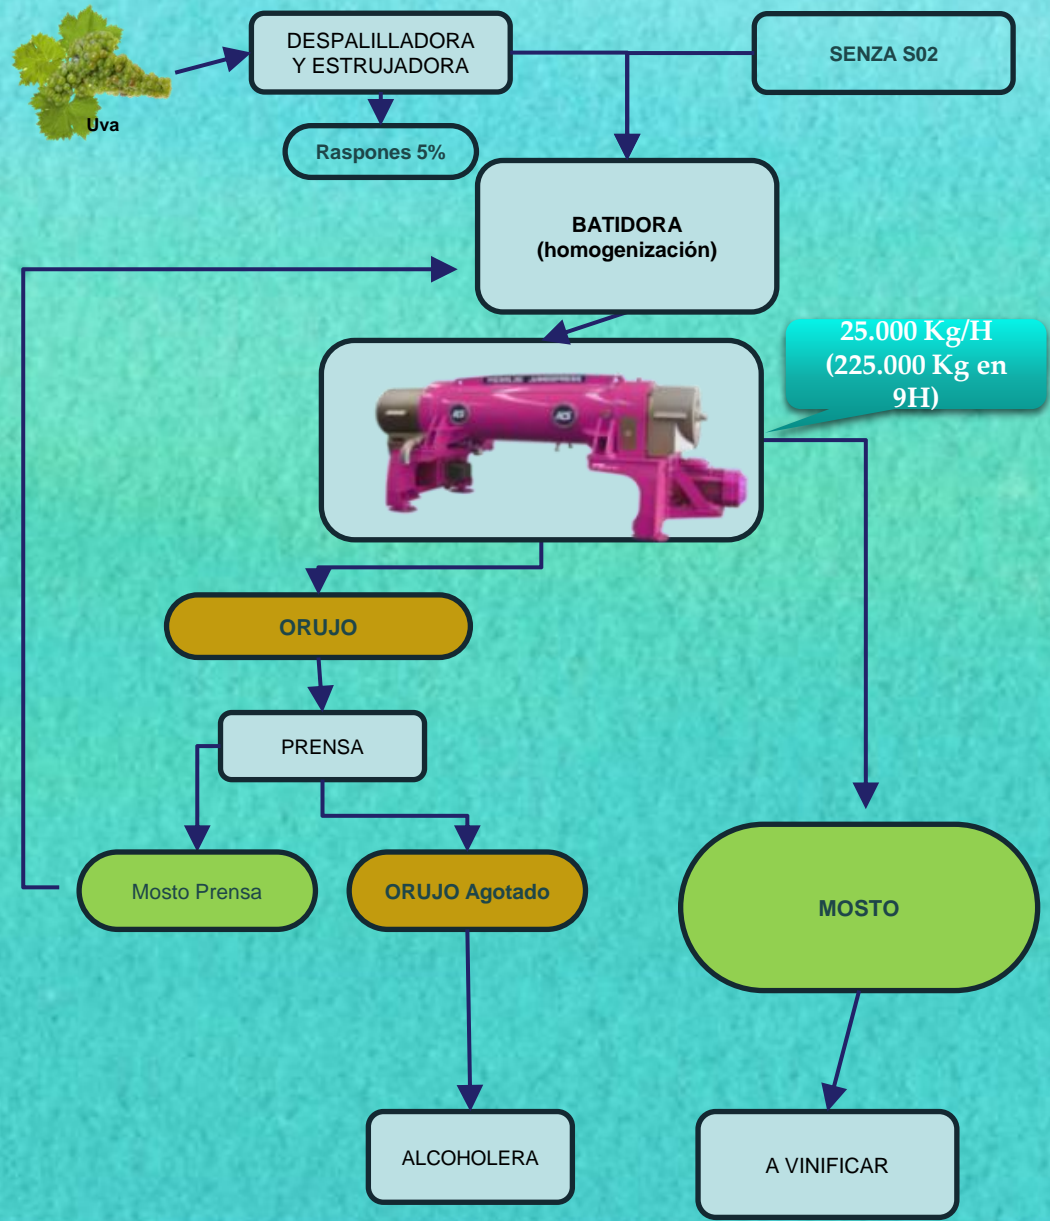 DESPALILLADORA
Y ESTRUJADORA
SENZA S02
Uva
Raspones 5%
BATIDORA
(homogenización)
25.000 Kg/H
(225.000 Kg en
9H)
ORUJO
PRENSA
Mosto Prensa
ORUJO Agotado
MOSTO
ALCOHOLERA
A VINIFICAR